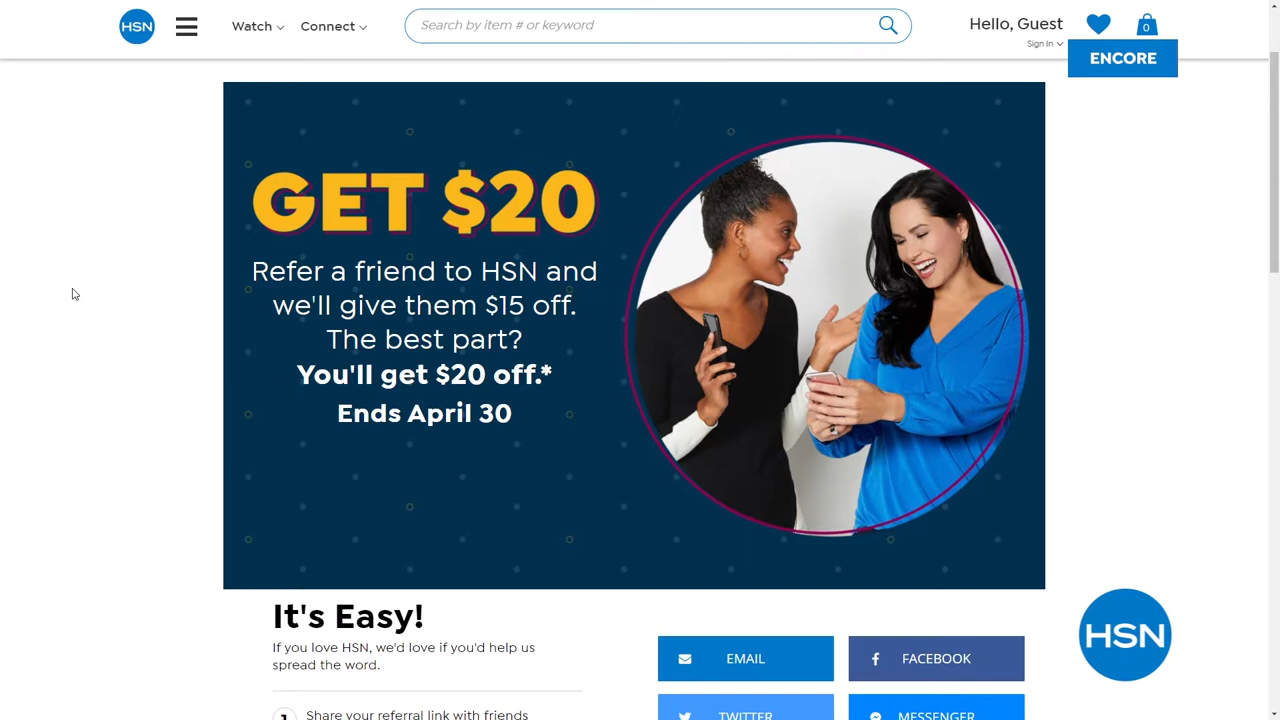 HSN
Watch
Connect
Search by item # or keyword
Hello, Guest
Sign In
0
ENCORE
GET $20
Refer a friend to HSN and
we'll give them $15 off.
The best part?
You'll get $20 off.*
Ends April 30
It's Easy!
If you love HSN, we'd love if you'd help us
spread the word.
1
Share your referral link with friends
EMAIL
FACEBOOK
TWITTER
MESSENGER
HSN